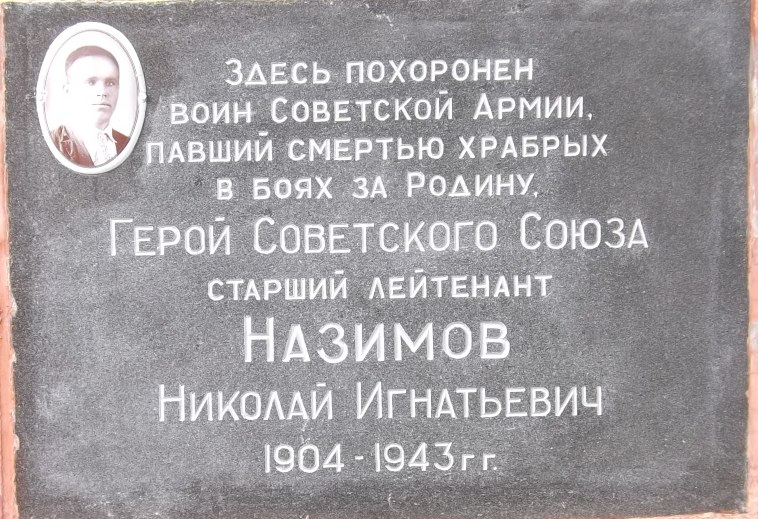 Здесь похоронен
воин Советской Армии,
павший смертью храбрых
в боях за Родину,
Герой Советского Союза
старший лейтенант
Назимов
Николай Игнатьевич
1904-1943 г г.